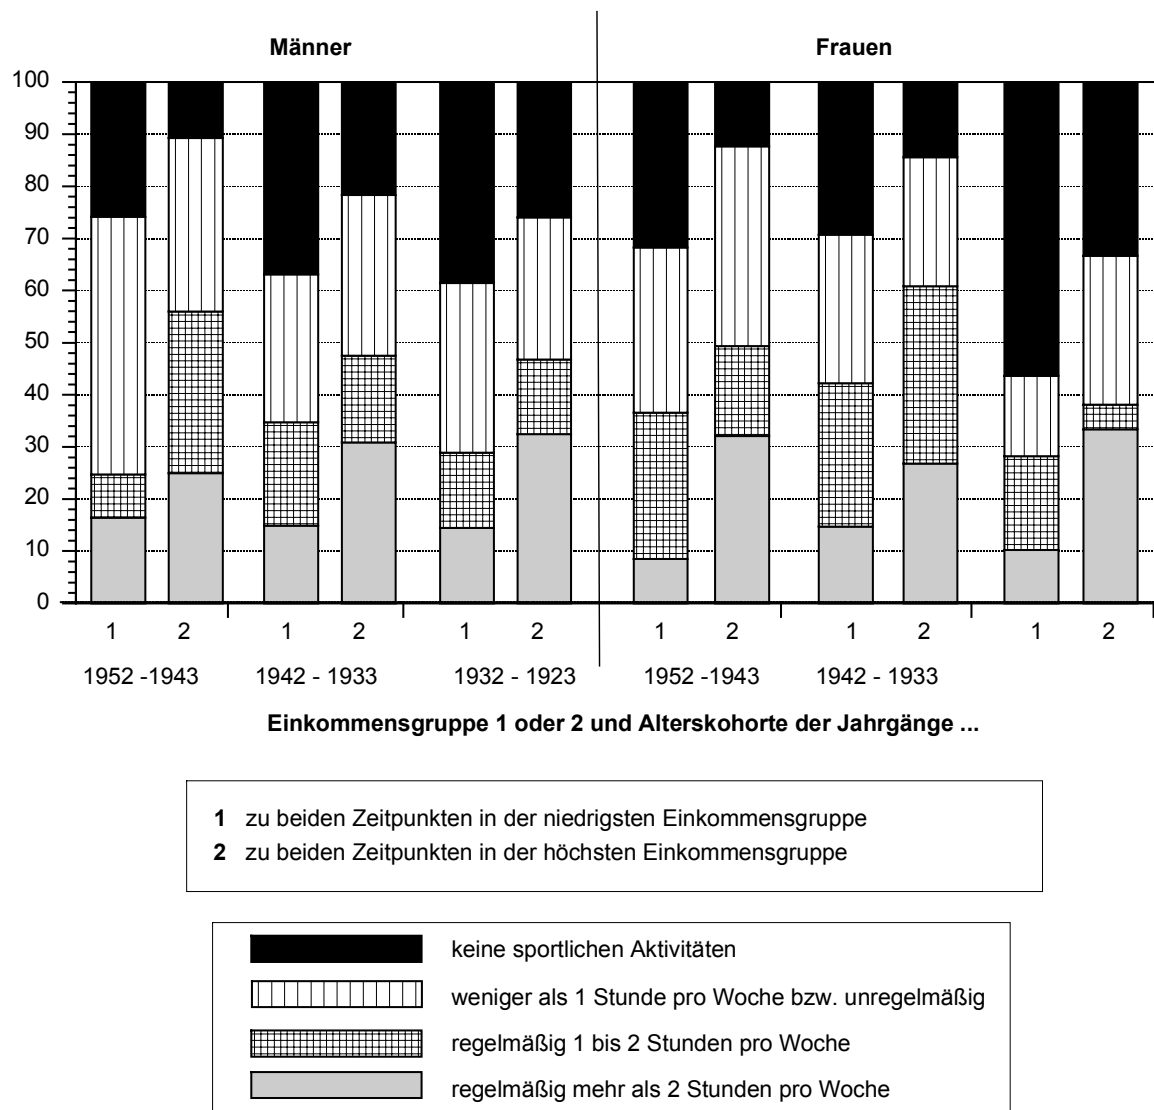 Männer Frauen
100
90
80
70
60
50
40
30
20
10
0
1 2 1 2 1 2 1 2 1 2 1 2
1952 -1943 1942 - 1933 1932 - 1923 1952 -1943 1942 - 1933
Einkommensgruppe 1 oder 2 und Alterskohorte der Jahrgänge ...
1 zu beiden Zeitpunkten in der niedrigsten Einkommensgruppe
2 zu beiden Zeitpunkten in der höchsten Einkommensgruppe
keine sportlichen Aktivitäten
weniger als 1 Stunde pro Woche bzw. unregelmäßig
regelmäßig 1 bis 2 Stunden pro Woche
regelmäßig mehr als 2 Stunden pro Woche